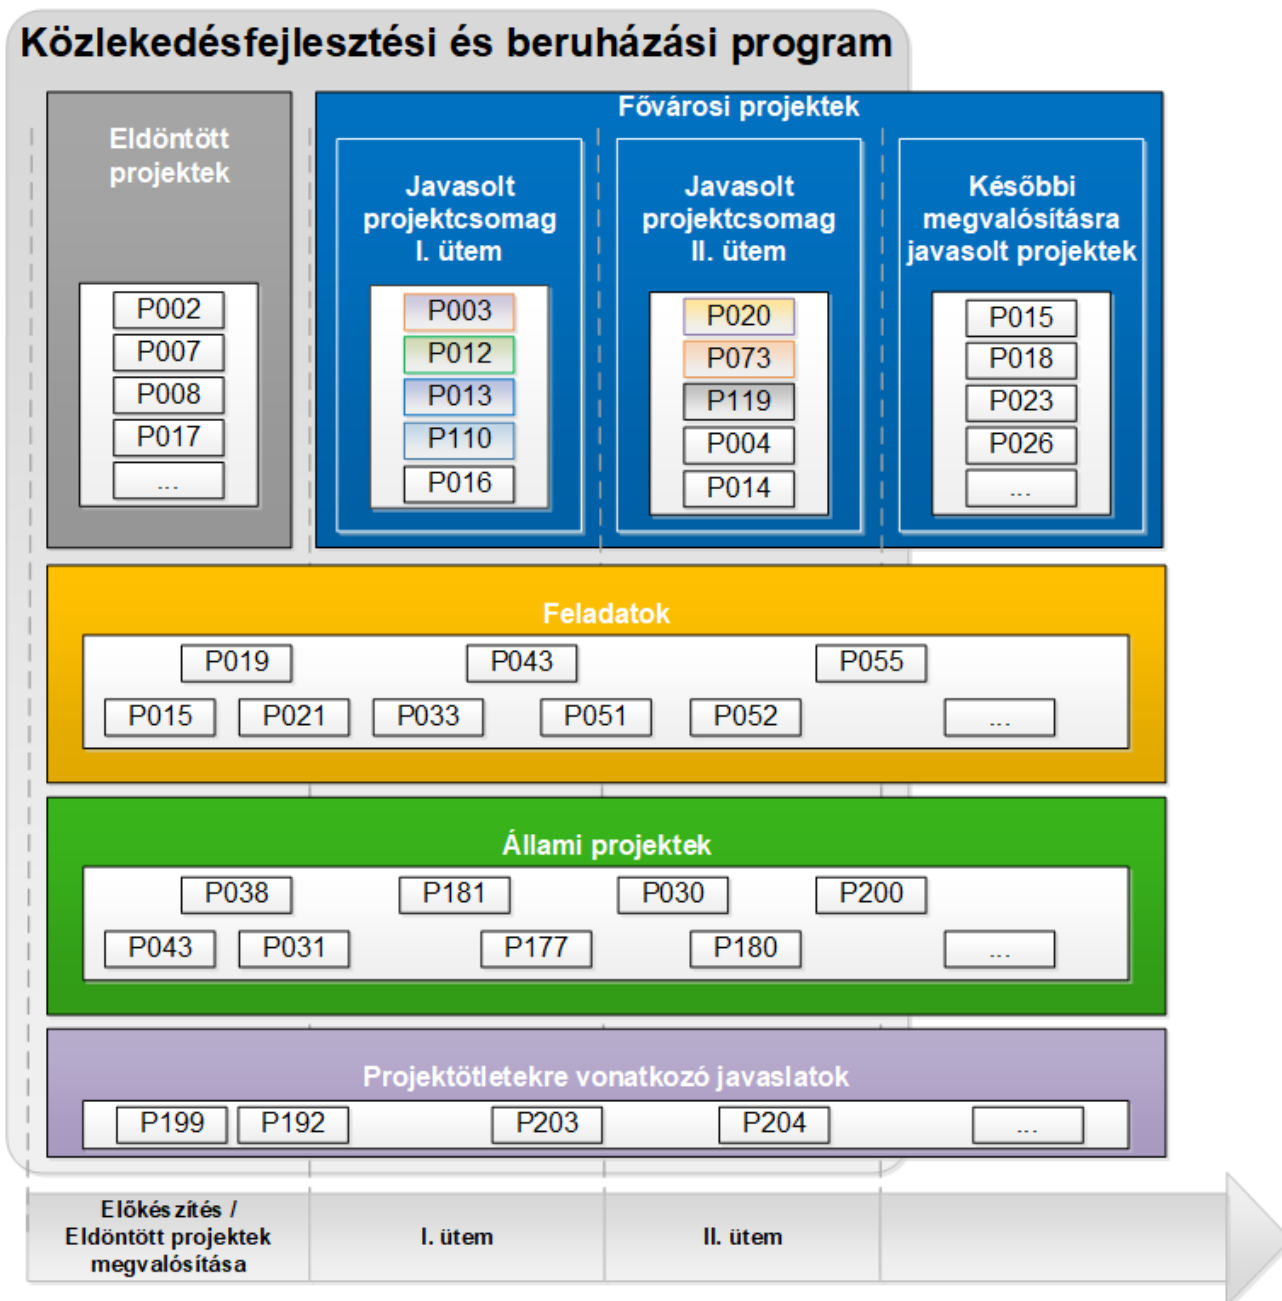 Közlekedésfejlesztési és beruházási program
Eldöntött
projektek
P002
P007
P008
P017
...
Fővárosi projektek
Javasolt
projektcsomag
I. ütem
P003
P012
P013
P110
P016
Javasolt
projektcsomag
II. ütem
P020
P073
P119
P004
P014
Későbbi
megvalósításra
javasolt projektek
P015
P018
P023
P026
...
Feladatok
P019 P043 P055
P015 P021 P033 P051 P052 ...
Állami projektek
P038 P181 P030 P200
P043 P031 P177 P180 ...
Projektötletekre vonatkozó javaslatok
P199 P192 P203 P204 ...
Előkészítés /
Eldöntött projektek
megvalósítása
I. ütem
II. ütem